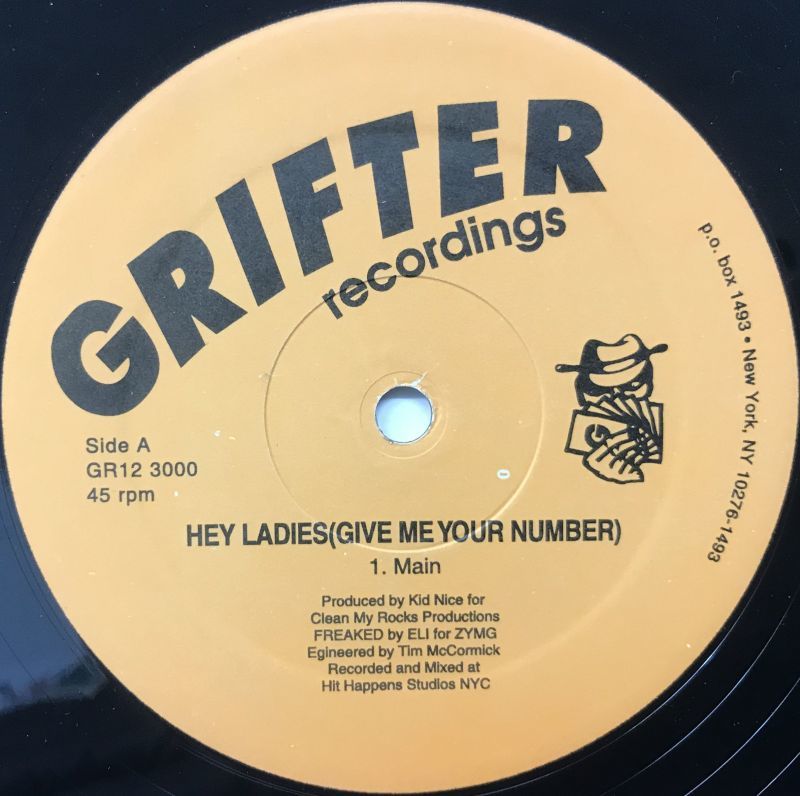 GRIFTER
recordings
p.o. box 1493 • New York, NY 10276-1493
G
Side A
GR12 3000
45 rpm
HEY LADIES(GIVE ME YOUR NUMBER)
1. Main
Produced by Kid Nice for
Clean My Rocks Productions
FREAKED by ELI for ZYMG
Egineered by Tim McCormick
Recorded and Mixed at
Hit Happens Studios NYC